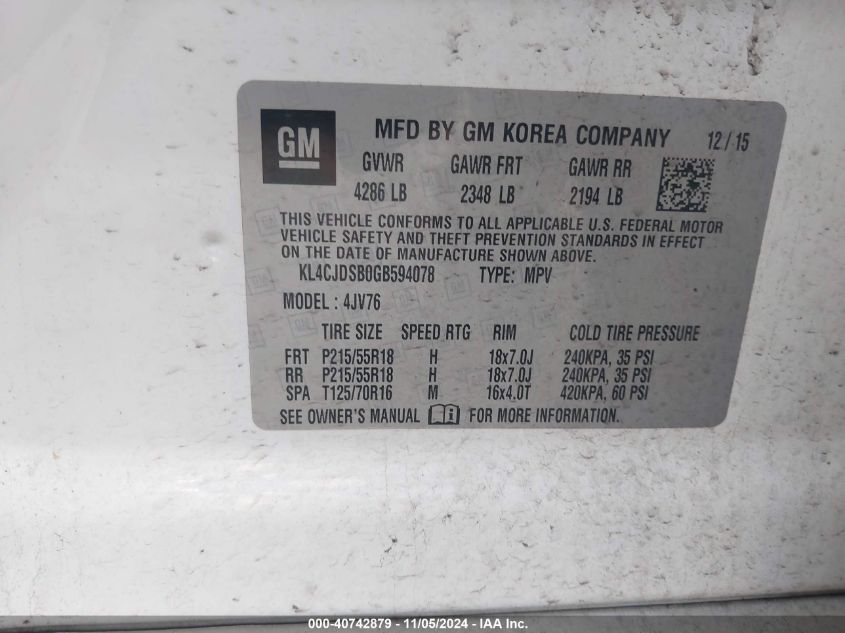 GM
MFD BY GM KOREA COMPANY 12/15
GVWR GAWR FRT GAWR RR
4286 LB 2348 LB 2194 LB
THIS VEHICLE CONFORMS TO ALL APPLICABLE U.S. FEDERAL MOTOR
VEHICLE SAFETY AND THEFT PREVENTION STANDARDS IN EFFECT
ON THE DATE OF MANUFACTURE SHOWN ABOVE.
KL4CJDSB0GB594078 TYPE: MPV
MODEL: 4JV76
TIRE SIZE SPEED RTG RIM COLD TIRE PRESSURE
FRT P215/55R18 H 18x7.0J 240KPA, 35 PSI
RR P215/55R18 H 18x7.0J 240KPA, 35 PSI
SPA T125/70R16 M 16x4.0T 420KPA, 60 PSI
SEE OWNER'S MANUAL FOR MORE INFORMATION.
000-40742879 - 11/05/2024 - IAA Inc.